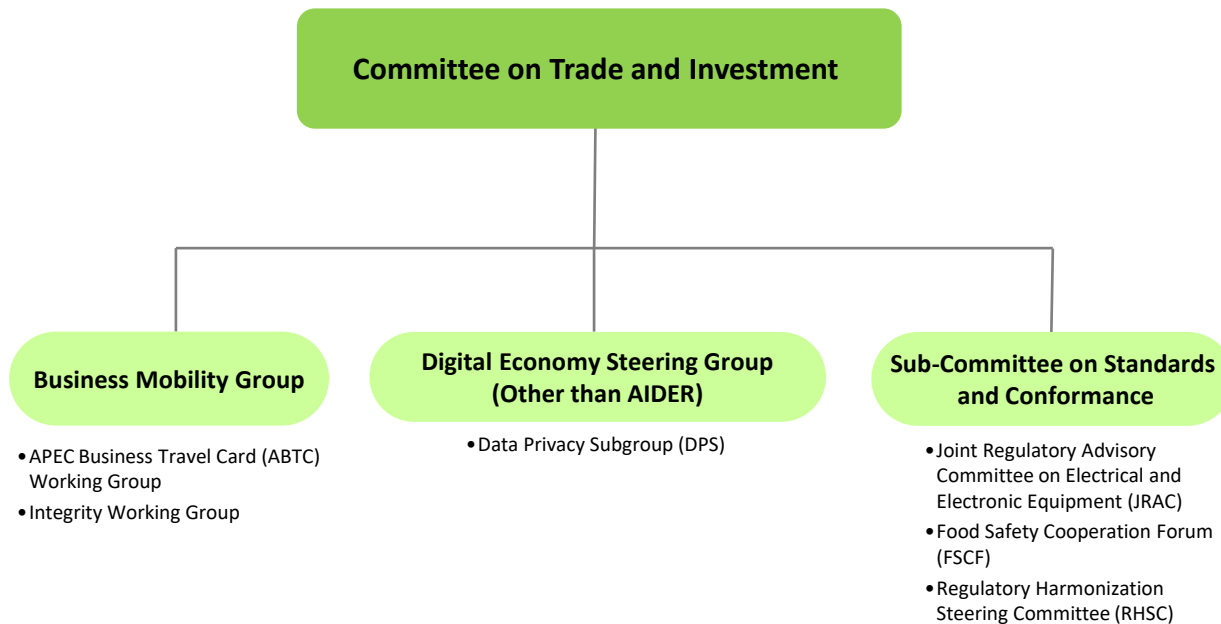 Committee on Trade and Investment
Business Mobility Group
• APEC Business Travel Card (ABTC)
Working Group
• Integrity Working Group
Digital Economy Steering Group
(Other than AIDER)
• Data Privacy Subgroup (DPS)
Sub-Committee on Standards
and Conformance
• Joint Regulatory Advisory
Committee on Electrical and
Electronic Equipment (JRAC)
• Food Safety Cooperation Forum
(FSCF)
• Regulatory Harmonization
Steering Committee (RHSC)